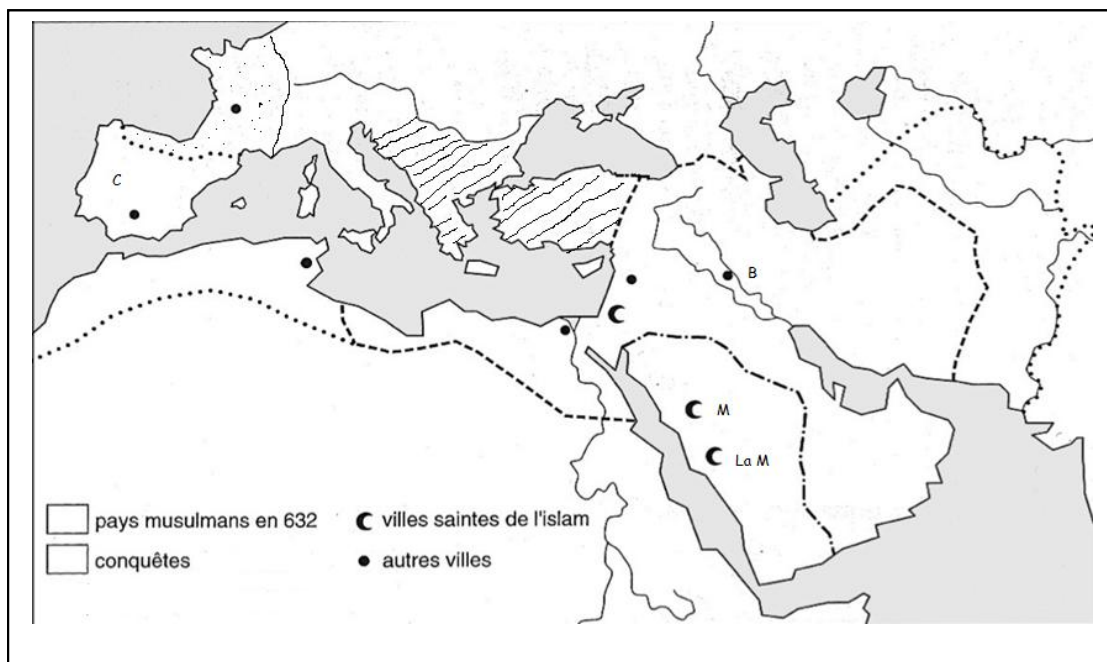 C
B
M
La M
pays musulmans en 632
conquêtes
villes saintes de l'islam
autres villes